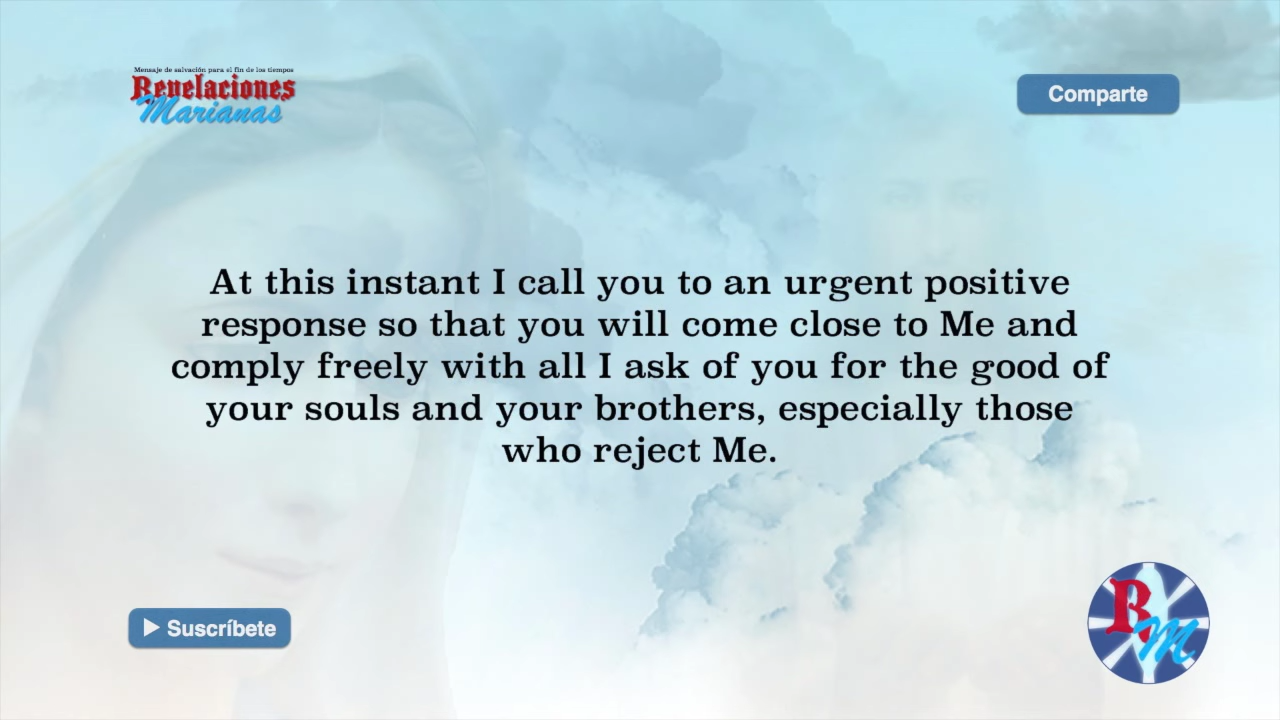 Mensaje de salvación para el fin de los tiempos
Revelaciones
Marianas
Comparte
At this instant I call you to an urgent positive
response so that you will come close to Me and
comply freely with all I ask of you for the good of
your souls and your brothers, especially those
who reject Me.
Suscríbete
RM